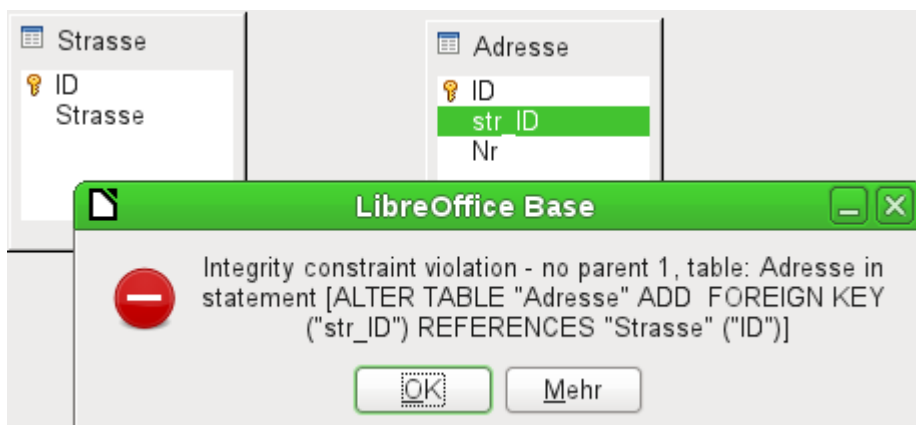 Strasse
ID
Strasse
Adresse
ID
str_ID
Nr
LibreOffice Base
Integrity constraint violation - no parent 1, table: Adresse in
statement [ALTER TABLE "Adresse" ADD  FOREIGN KEY
("str_ID") REFERENCES "Strasse" ("ID")]
OK
Mehr